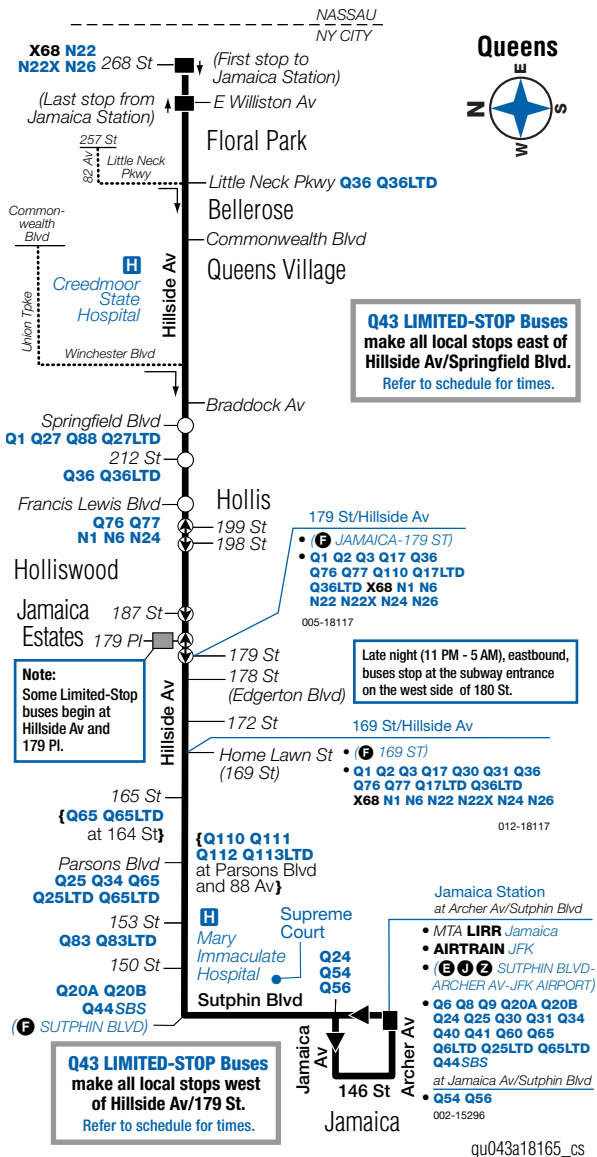 NASSAU
NY CITY
X68 N22
N22X N26
268 St
(First stop to
Jamaica Station)
(Last stop from
Jamaica Station)
E Williston Av
Queens
N
E
S
W
Floral Park
257 St
82 Av
Little Neck
Pkwy
Little Neck Pkwy Q36 Q36LTD
Bellerose
Common-
wealth
Blvd
Commonwealth Blvd
Queens Village
H
Creedmoor
State
Hospital
Hillside Av
Union Tpke
Winchester Blvd
Q43 LIMITED-STOP Buses
make all local stops east of
Hillside Av/Springfield Blvd.
Refer to schedule for times.
Braddock Av
Springfield Blvd
Q1 Q27 Q88 Q27LTD
212 St
Q36 Q36LTD
Francis Lewis Blvd
Q76 Q77
N1 N6 N24
Hollis
199 St
198 St
Holliswood
179 St/Hillside Av
• (F JAMAICA-179 ST)
• Q1 Q2 Q3 Q17 Q36
Q76 Q77 Q110 Q17LTD
Q36LTD X68 N1 N6
N22 N22X N24 N26
005-18117
Jamaica
Estates
187 St
179 Pl
179 St
178 St
(Edgerton Blvd)
Late night (11 PM - 5 AM), eastbound,
buses stop at the subway entrance
on the west side of 180 St.
Note:
Some Limited-Stop
buses begin at
Hillside Av and
179 Pl.
Hillside Av
172 St
Home Lawn St
(169 St)
169 St/Hillside Av
• (F 169 ST)
• Q1 Q2 Q3 Q17 Q30 Q31 Q36
Q76 Q77 Q17LTD Q36LTD
X68 N1 N6 N22 N22X N24 N26
012-18117
165 St
{Q65 Q65LTD
at 164 St}
{Q110 Q111
Q112 Q113LTD
at Parsons Blvd
and 88 Av}
Parsons Blvd
Q25 Q34 Q65
Q25LTD Q65LTD
153 St
Q83 Q83LTD
150 St
Q20A Q20B
Q44SBS
(F SUTPHIN BLVD)
H
Mary
Immaculate
Hospital
Supreme
Court
Q24
Q54
Q56
Sutphin Blvd
Jamaica
Av
146 St
Archer Av
Jamaica
Jamaica Station
at Archer Av/Sutphin Blvd
• MTA LIRR Jamaica
• AIRTRAIN JFK
• (E J Z SUTPHIN BLVD-
ARCHER AV-JFK AIRPORT)
• Q6 Q8 Q9 Q20A Q20B
Q24 Q25 Q30 Q31 Q34
Q40 Q41 Q60 Q65
Q6LTD Q25LTD Q65LTD
Q44SBS
at Jamaica Av/Sutphin Blvd
• Q54 Q56
002-15296
Q43 LIMITED-STOP Buses
make all local stops west
of Hillside Av/179 St.
Refer to schedule for times.
qu043a18165_cs